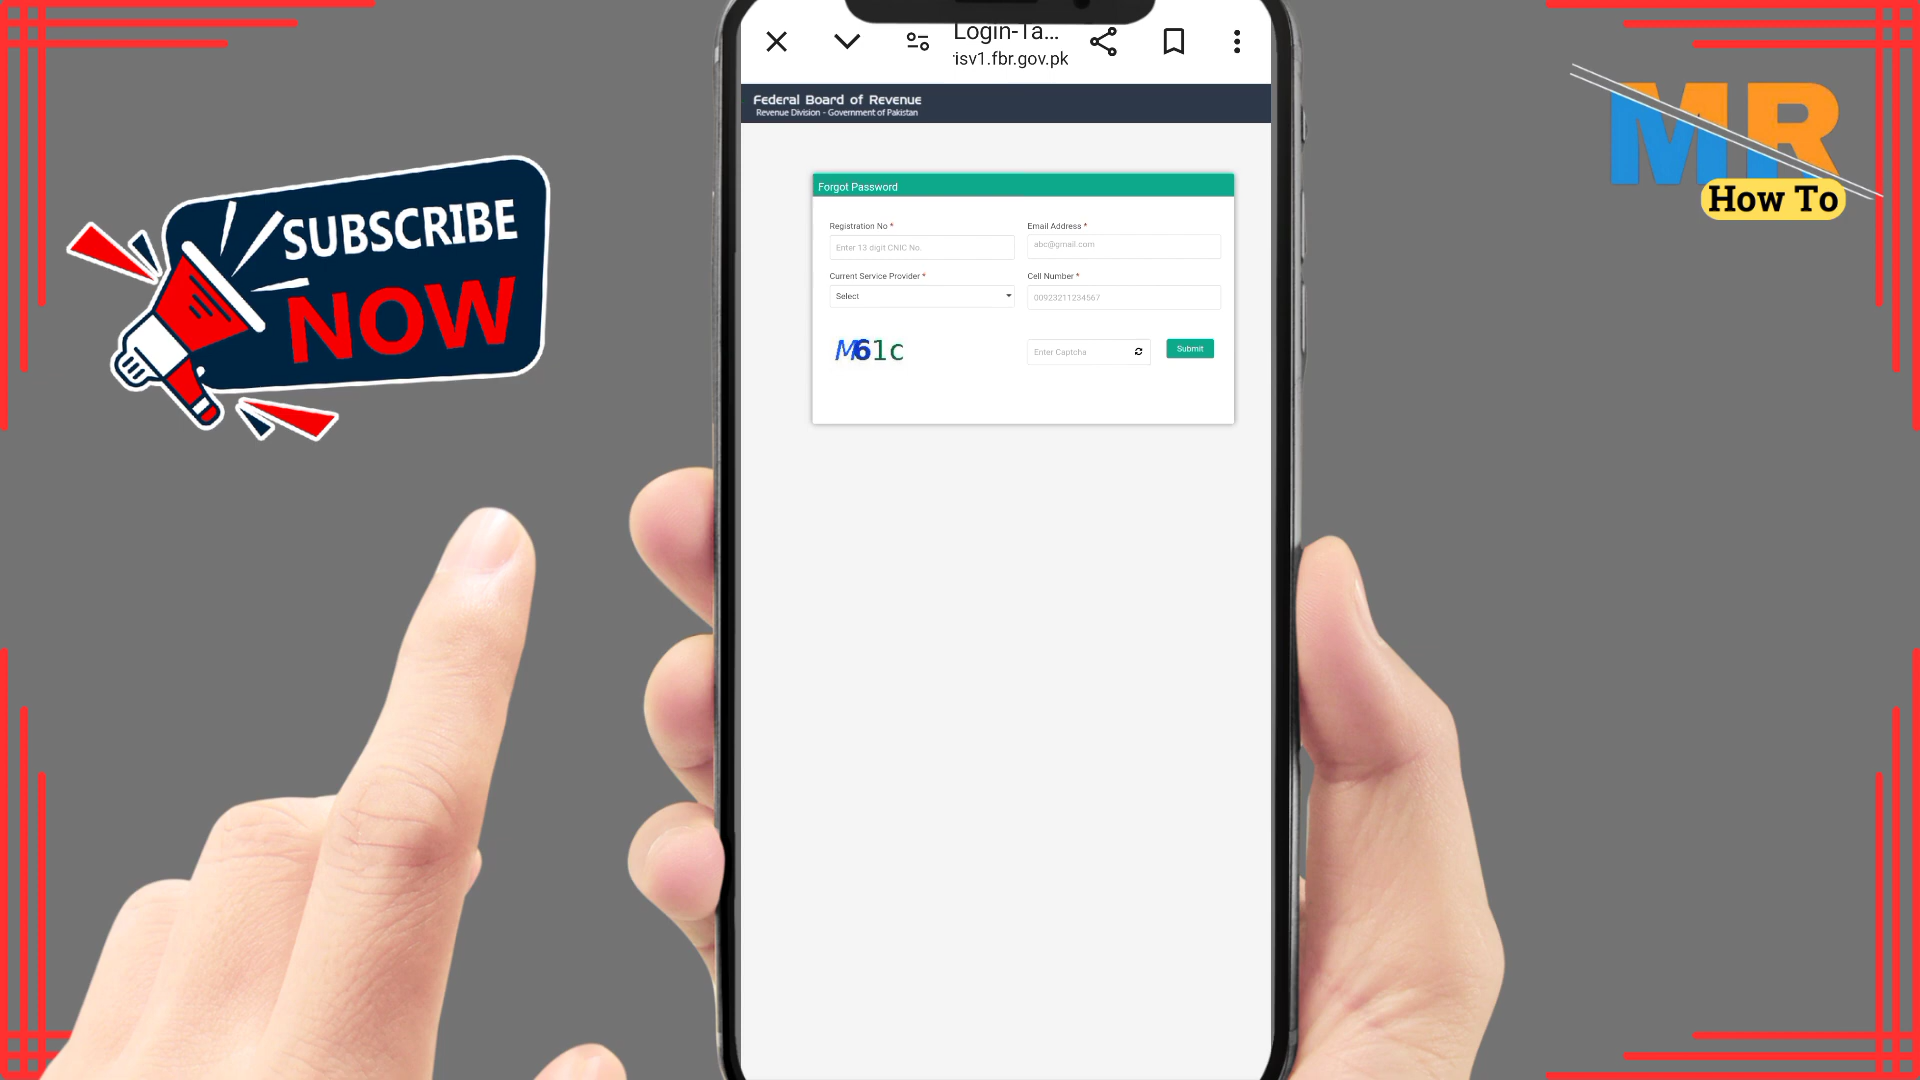 Login-Ta...
risv1.fbr.gov.pk
Federal Board of Revenue
Revenue Division - Government of Pakistan
Forgot Password
Registration No *
Email Address *
Enter 13 digit CNIC No.
abc@gmail.com
Current Service Provider *
Cell Number *
Select
00923211234567
M61c
Enter Captcha
Submit
SUBSCRIBE
NOW
MR
How To